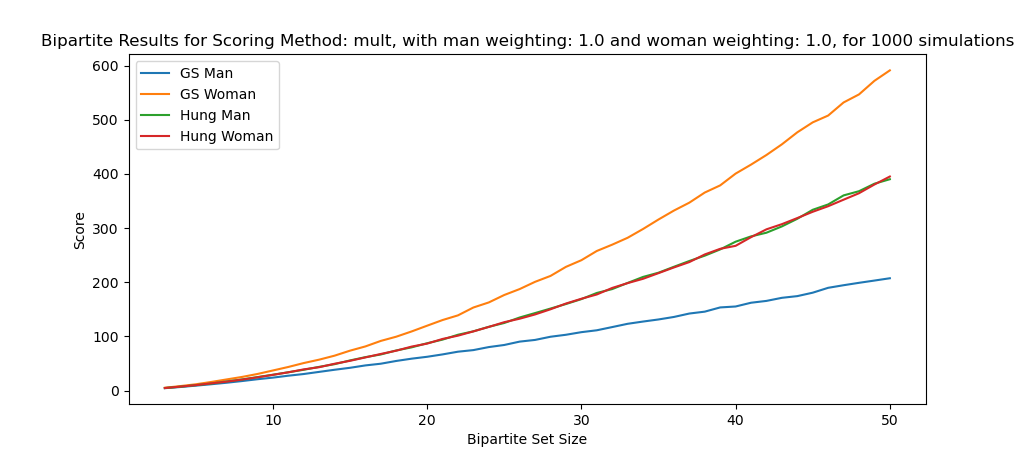 Bipartite Results for Scoring Method: mult, with man weighting: 1.0 and woman weighting: 1.0, for 1000 simulations
GS Man
GS Woman
Hung Man
Hung Woman
Score
600
500
400
300
200
100
0
10 20 30 40 50
Bipartite Set Size